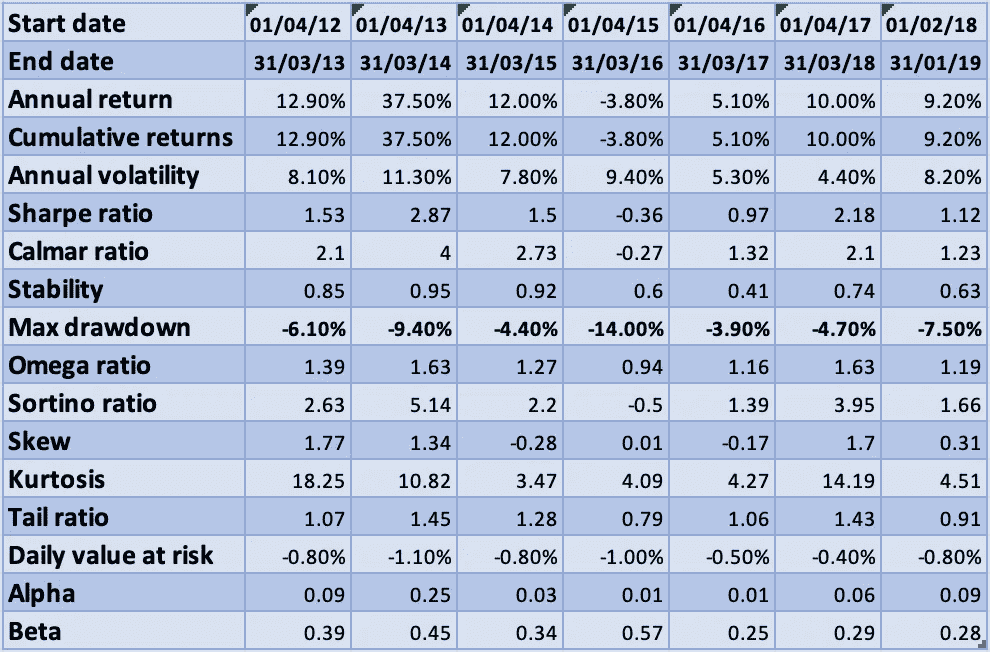 Start date 01/04/12 01/04/13 01/04/14 01/04/15 01/04/16 01/04/17 01/02/18
End date 31/03/13 31/03/14 31/03/15 31/03/16 31/03/17 31/03/18 31/01/19
Annual return 12.90% 37.50% 12.00% -3.80% 5.10% 10.00% 9.20%
Cumulative returns 12.90% 37.50% 12.00% -3.80% 5.10% 10.00% 9.20%
Annual volatility 8.10% 11.30% 7.80% 9.40% 5.30% 4.40% 8.20%
Sharpe ratio 1.53 2.87 1.5 -0.36 0.97 2.18 1.12
Calmar ratio 2.1 4 2.73 -0.27 1.32 2.1 1.23
Stability 0.85 0.95 0.92 0.6 0.41 0.74 0.63
Max drawdown -6.10% -9.40% -4.40% -14.00% -3.90% -4.70% -7.50%
Omega ratio 1.39 1.63 1.27 0.94 1.16 1.63 1.19
Sortino ratio 2.63 5.14 2.2 -0.5 1.39 3.95 1.66
Skew 1.77 1.34 -0.28 0.01 -0.17 1.7 0.31
Kurtosis 18.25 10.82 3.47 4.09 4.27 14.19 4.51
Tail ratio 1.07 1.45 1.28 0.79 1.06 1.43 0.91
Daily value at risk -0.80% -1.10% -0.80% -1.00% -0.50% -0.40% -0.80%
Alpha 0.09 0.25 0.03 0.01 0.01 0.06 0.09
Beta 0.39 0.45 0.34 0.57 0.25 0.29 0.28